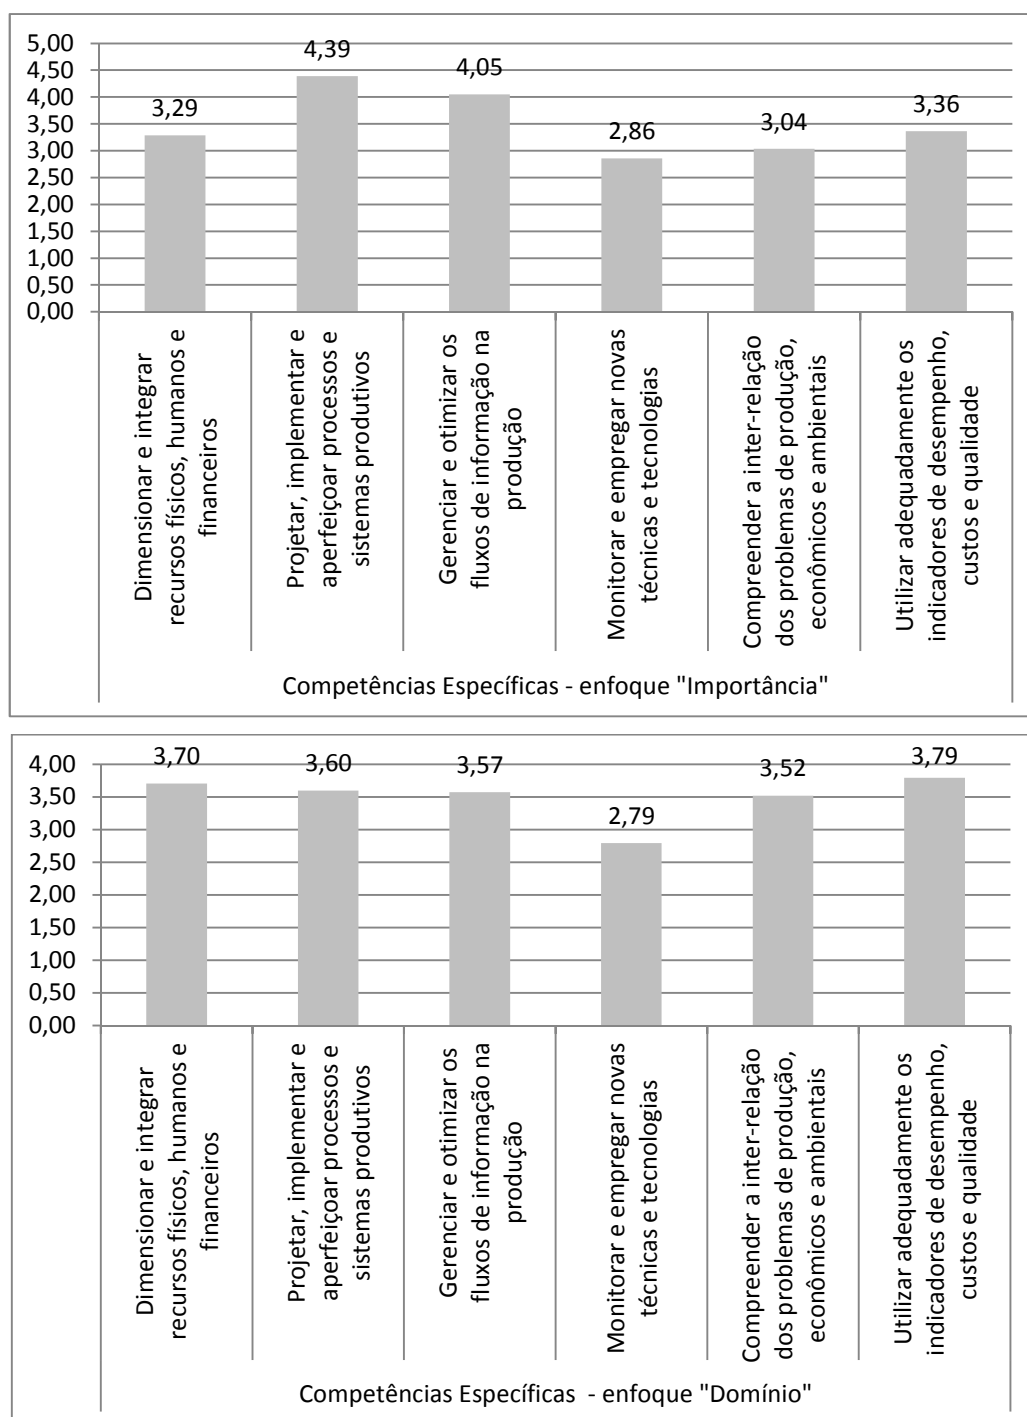 5,00
4,50
4,00
3,50
3,00
2,50
2,00
1,50
1,00
0,50
0,00
3,29
4,39
4,05
2,86
3,04
3,36
Dimensionar e integrar
recursos físicos, humanos e
financeiros
Projetar, implementar e
aperfeiçoar processos e
sistemas produtivos
Gerenciar e otimizar os
fluxos de informação na
produção
Monitorar e empregar novas
técnicas e tecnologias
Compreender a inter-relação
dos problemas de produção,
econômicos e ambientais
Utilizar adequadamente os
indicadores de desempenho,
custos e qualidade
Competências Específicas - enfoque "Importância"
4,00
3,50
3,00
2,50
2,00
1,50
1,00
0,50
0,00
3,70
3,60
3,57
2,79
3,52
3,79
Dimensionar e integrar
recursos físicos, humanos e
financeiros
Projetar, implementar e
aperfeiçoar processos e
sistemas produtivos
Gerenciar e otimizar os
fluxos de informação na
produção
Monitorar e empregar novas
técnicas e tecnologias
Compreender a inter-relação
dos problemas de produção,
econômicos e ambientais
Utilizar adequadamente os
indicadores de desempenho,
custos e qualidade
Competências Específicas - enfoque "Domínio"